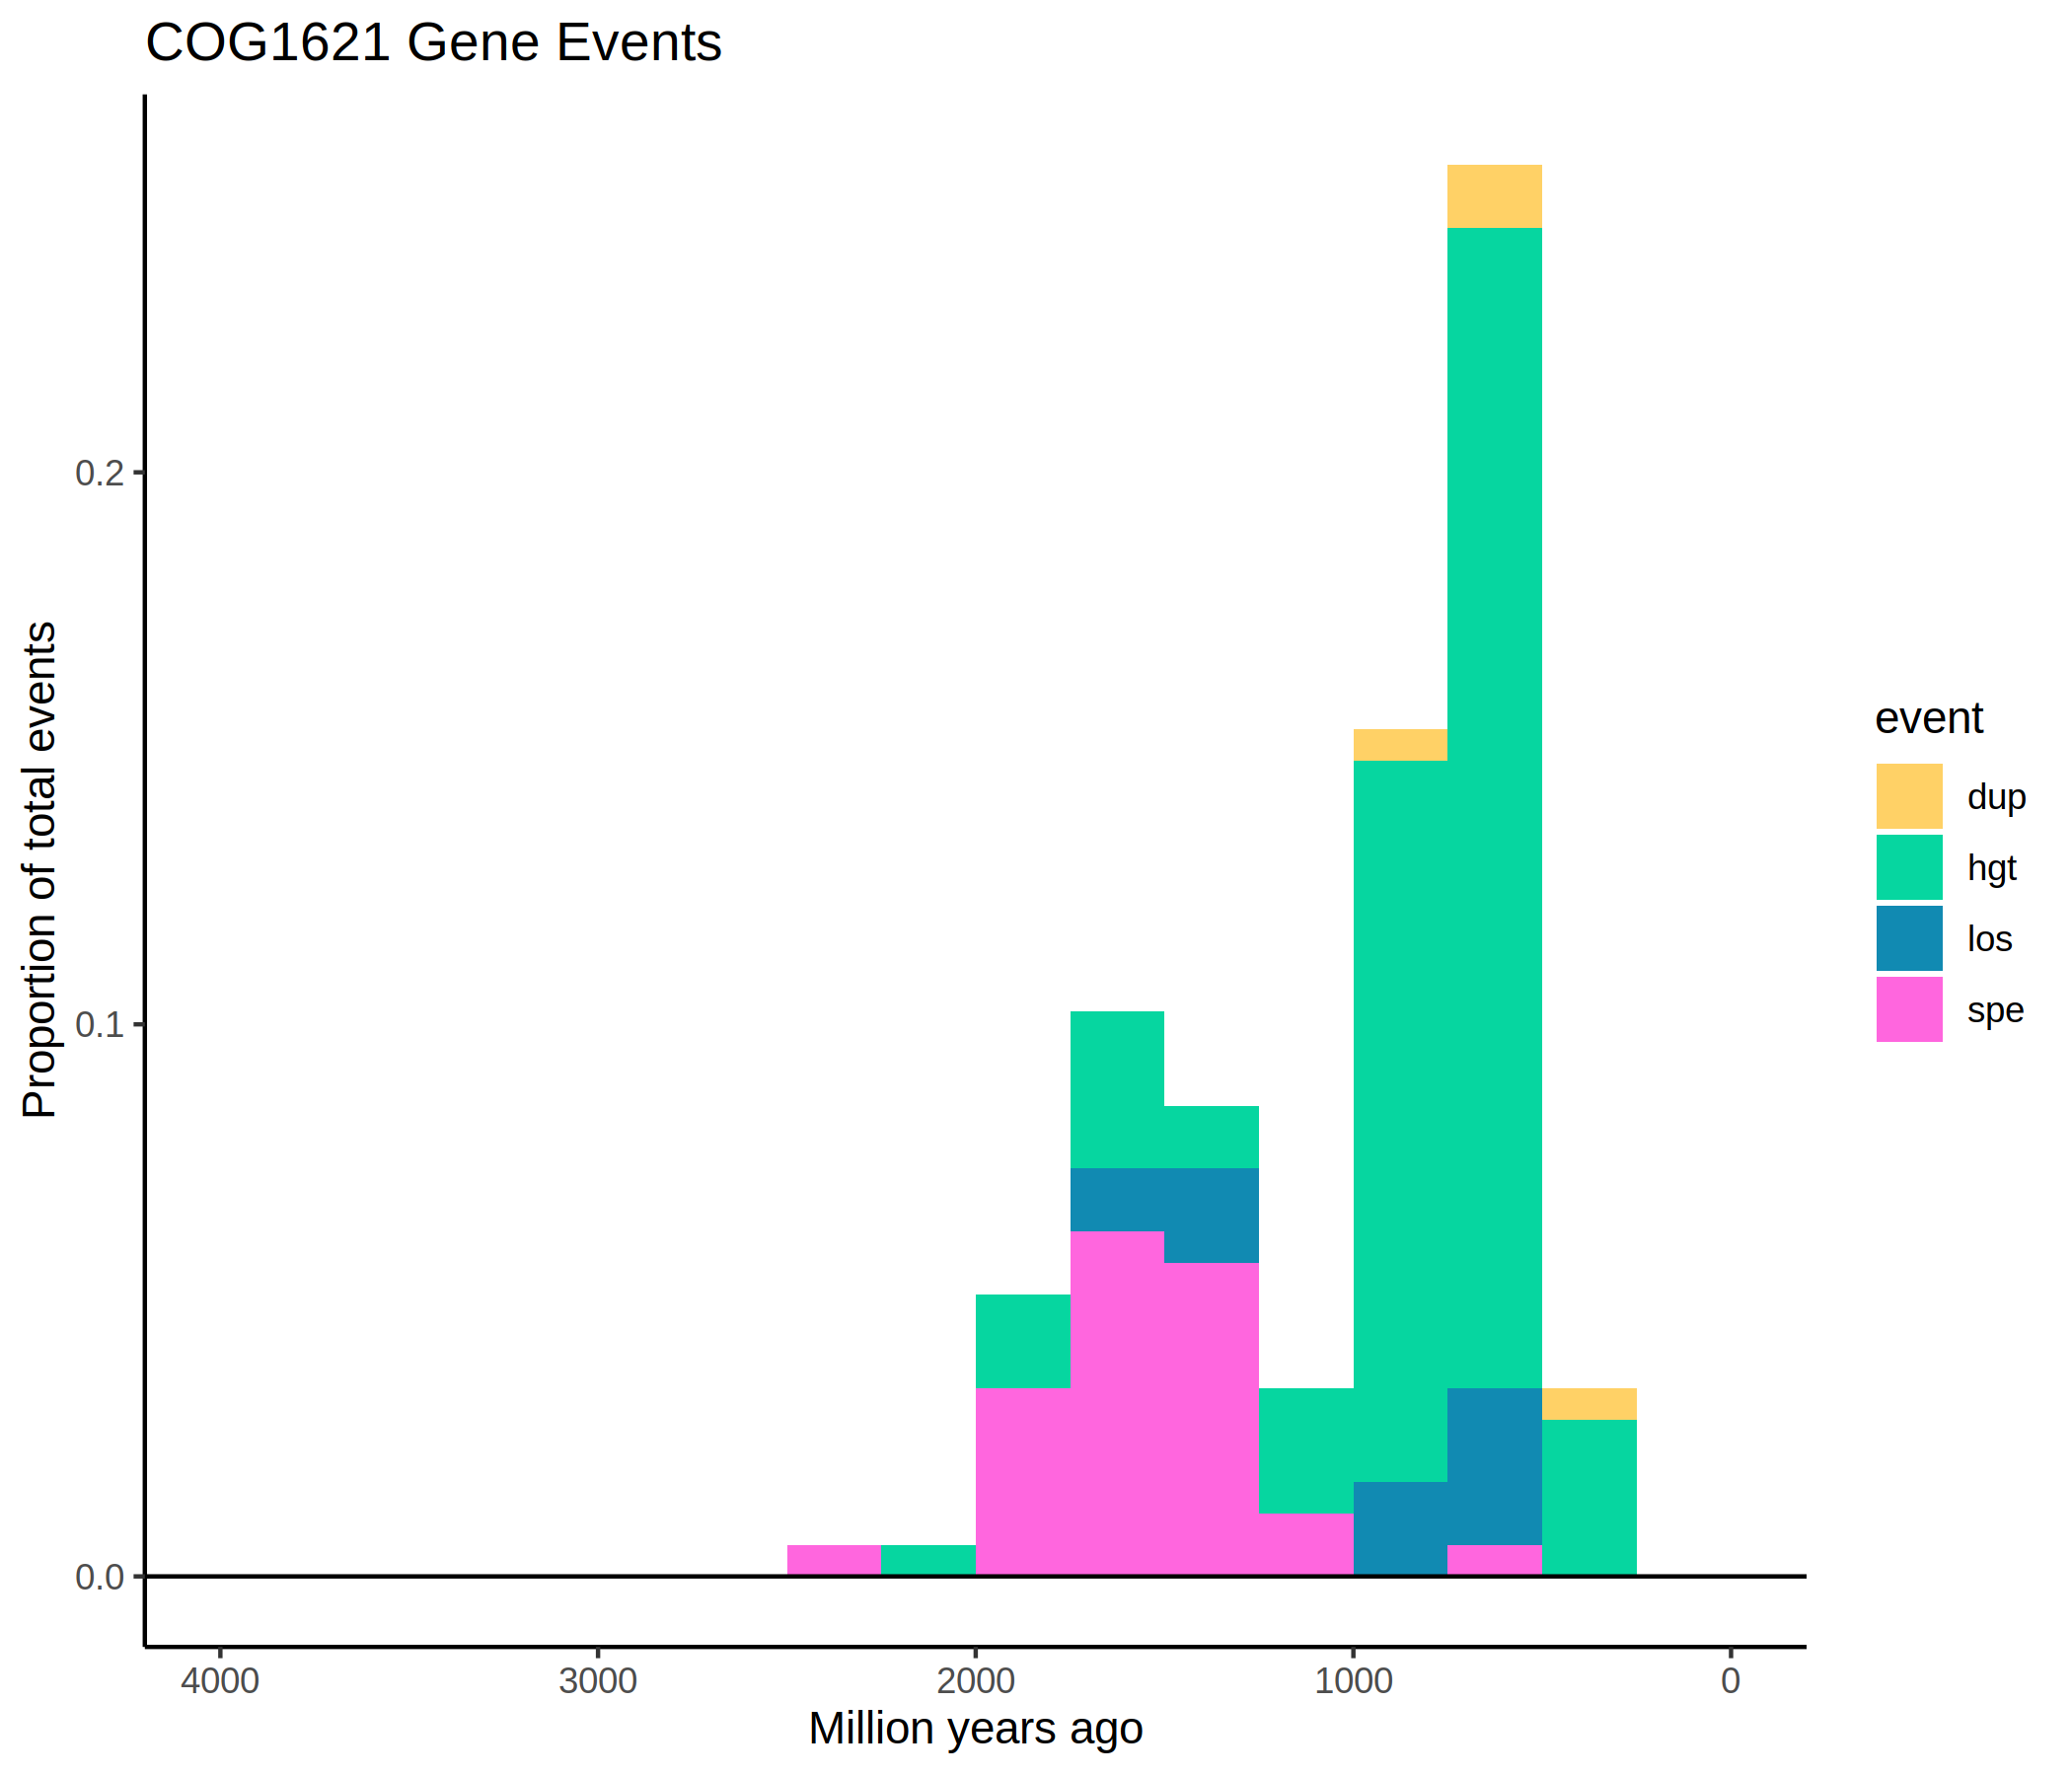 COG1621 Gene Events
Proportion of total events
0.2
0.1
0.0
4000 3000 2000 1000 0
Million years ago
event
dup
hgt
los
spe